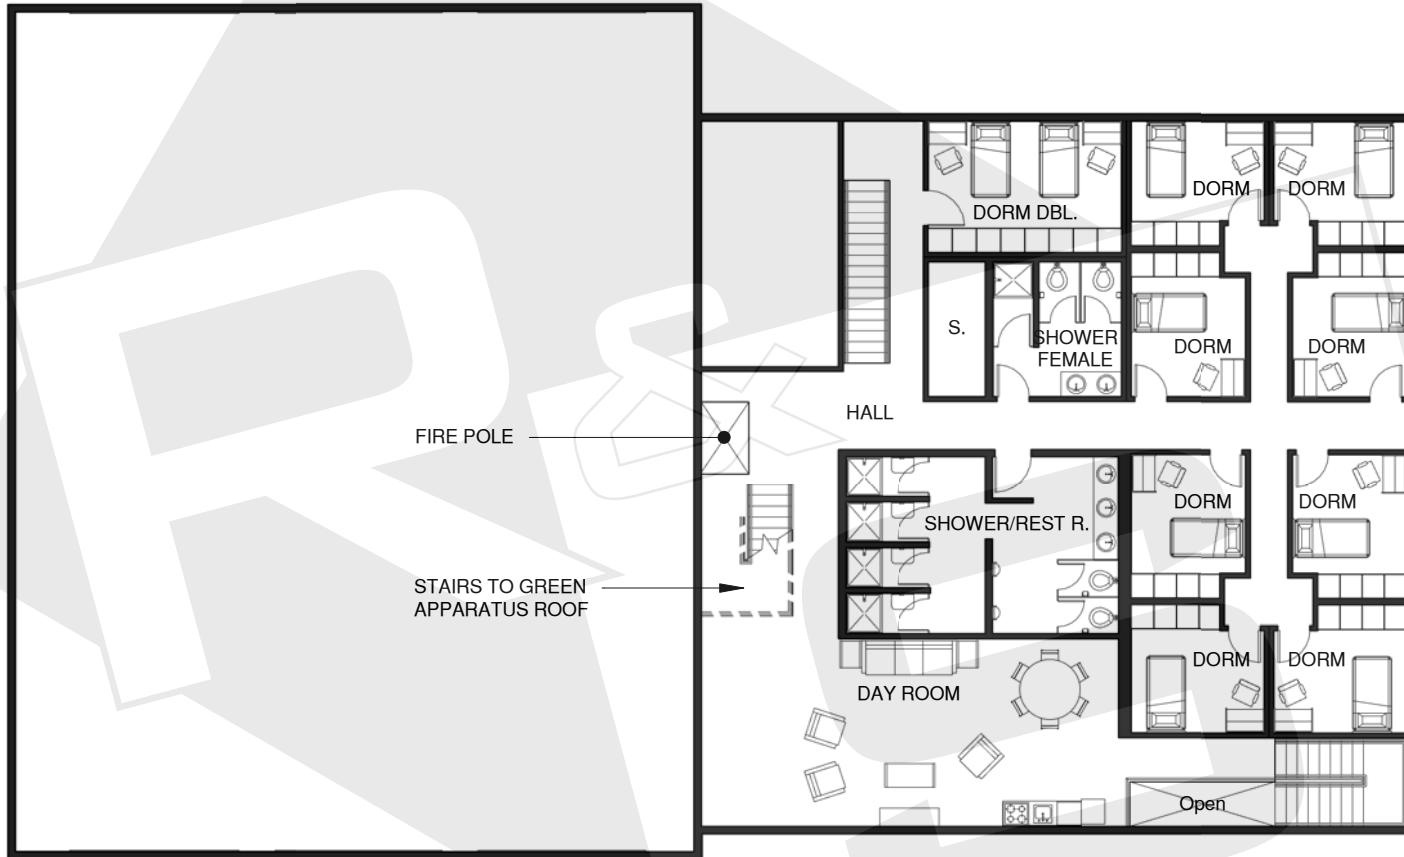 DORM DBL.
DORM
DORM
S.
SHOWER
FEMALE
DORM
DORM
HALL
FIRE POLE
SHOWER/REST R.
DORM
DORM
STAIRS TO GREEN
APPARATUS ROOF
DAY ROOM
DORM
DORM
Open
R&S